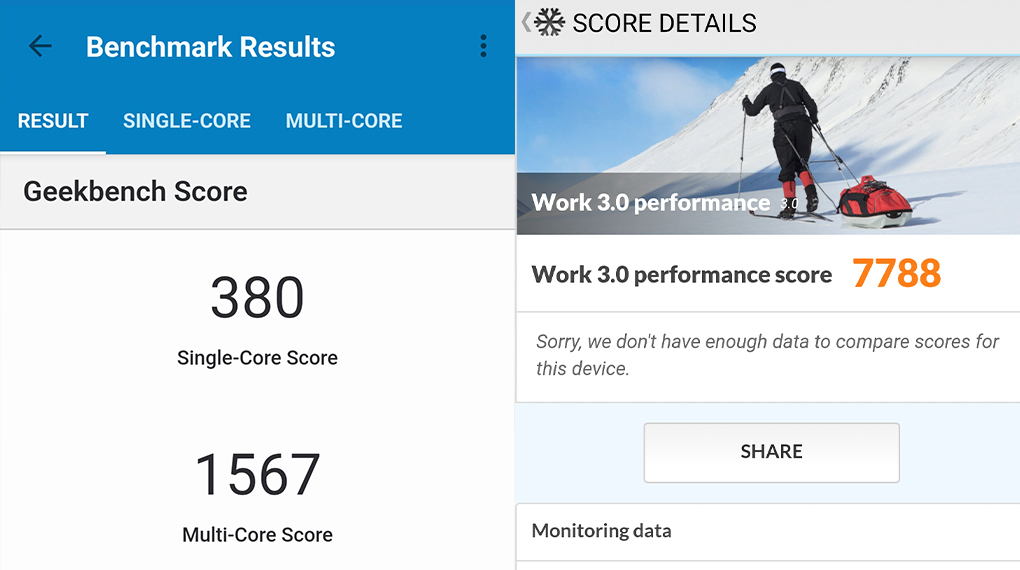 Benchmark Results
RESULT SINGLE-CORE MULTI-CORE
Geekbench Score
380
Single-Core Score
1567
Multi-Core Score
SCORE DETAILS
Work 3.0 performance 3.0
Work 3.0 performance score 7788
Sorry, we don't have enough data to compare scores for
this device.
SHARE
Monitoring data